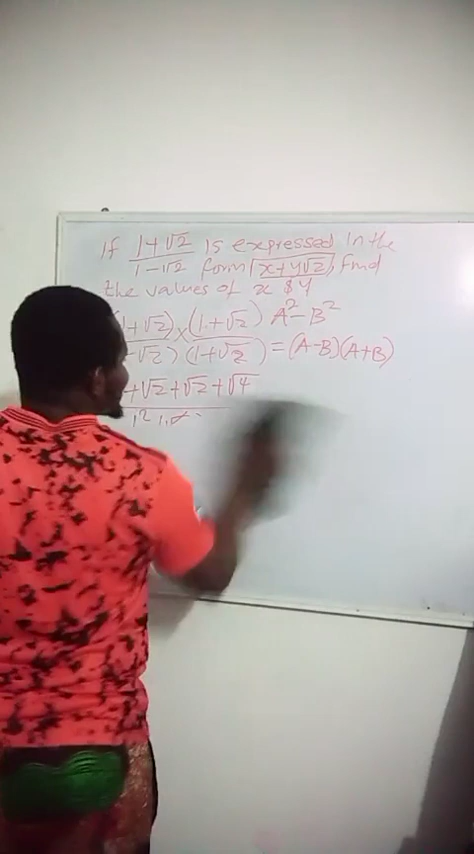 If 1+√2 / 1-√2 is expressed in the
form x+y√2, find
the values of x & y
1+√2) × (1+√2) A²-B²
-√2) (1+√2) = (A-B)(A+B)
+√2+√2+√4
1²